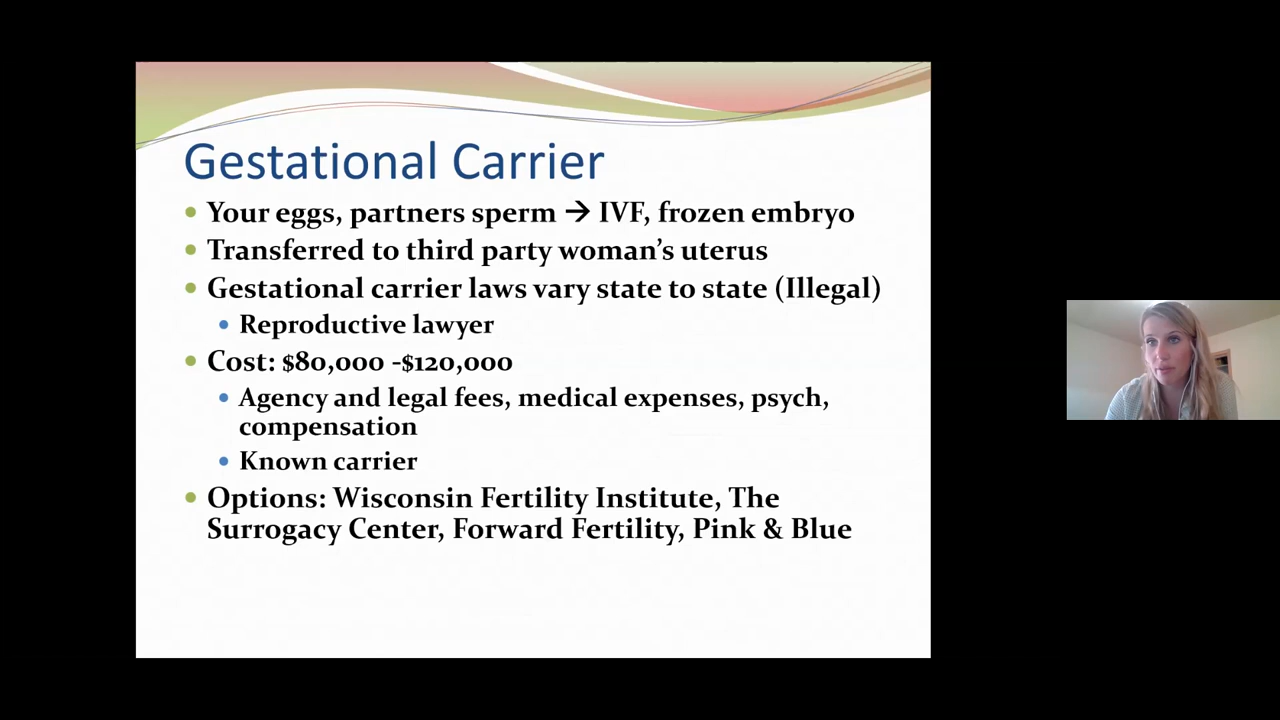 Gestational Carrier
• Your eggs, partners sperm → IVF, frozen embryo
• Transferred to third party woman's uterus
• Gestational carrier laws vary state to state (Illegal)
• Reproductive lawyer
• Cost: $80,000 -$120,000
• Agency and legal fees, medical expenses, psych,
compensation
• Known carrier
• Options: Wisconsin Fertility Institute, The
Surrogacy Center, Forward Fertility, Pink & Blue